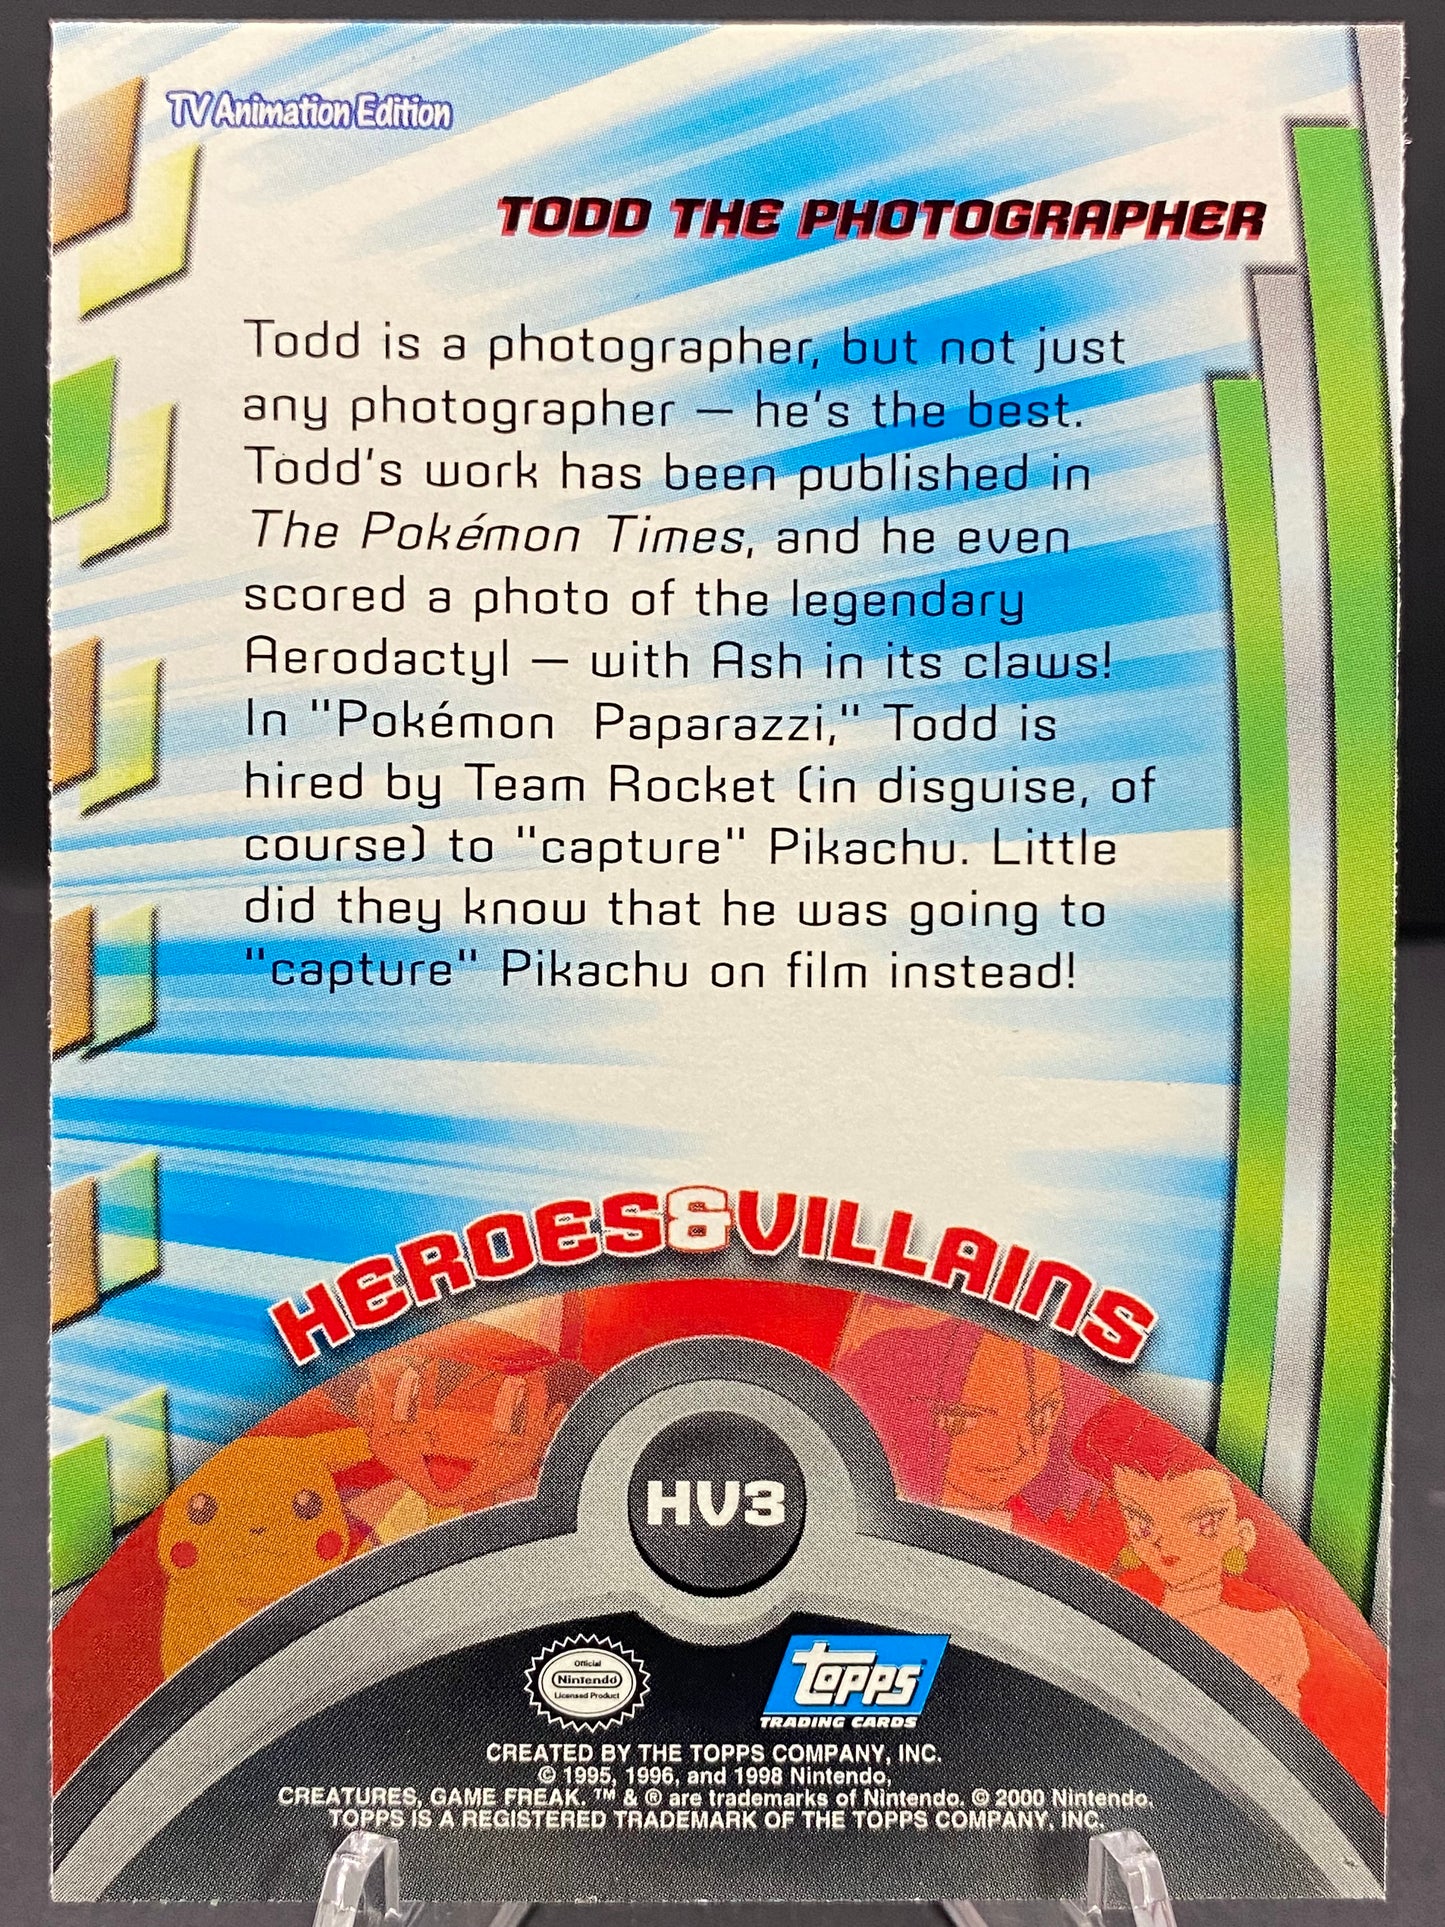 TV Animation Edition
TODD THE PHOTOGRAPHER
Todd is a photographer, but not just
any photographer — he's the best.
Todd's work has been published in
The Pokémon Times, and he even
scored a photo of the legendary
Aerodactyl — with Ash in its claws!
In "Pokémon Paparazzi," Todd is
hired by Team Rocket (in disguise, of
course) to "capture" Pikachu. Little
did they know that he was going to
"capture" Pikachu on film instead!
HEROES&VILLAINS
HV3
Official
Nintendo
Licensed Product
Topps
TRADING CARDS
CREATED BY THE TOPPS COMPANY, INC.
© 1995, 1996, and 1998 Nintendo,
CREATURES, GAME FREAK. ™ & ® are trademarks of Nintendo. © 2000 Nintendo.
TOPPS IS A REGISTERED TRADEMARK OF THE TOPPS COMPANY, INC.